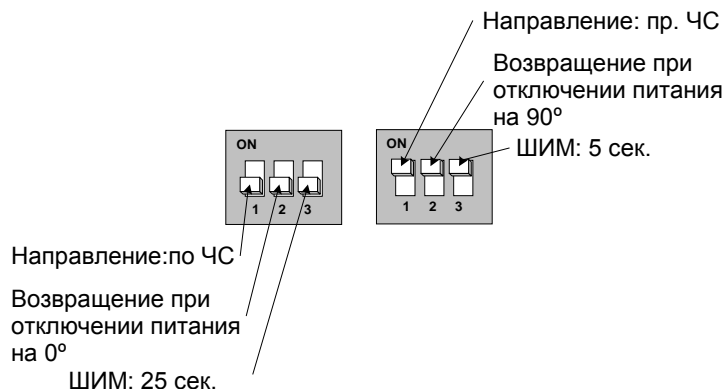 Направление: пр. ЧС
Возвращение при
отключении питания
на 90º
ШИМ: 5 сек.
ON
1 2 3
ON
1 2 3
Направление:по ЧС
Возвращение при
отключении питания
на 0º
ШИМ: 25 сек.